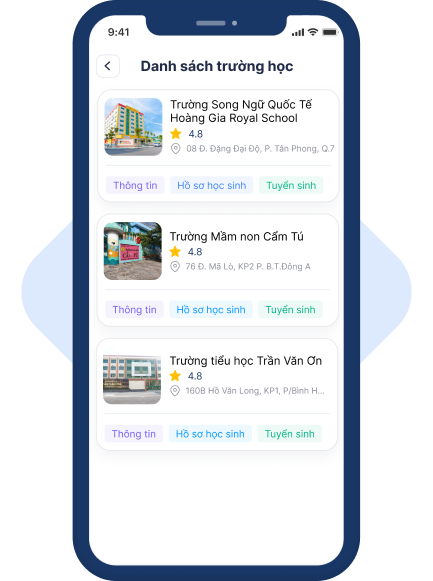 9:41
Danh sách trường học
Trường Song Ngữ Quốc Tế
Hoàng Gia Royal School
4.8
08 Đ. Đặng Đại Độ, P. Tân Phong, Q.7
Thông tin Hồ sơ học sinh Tuyển sinh
Trường Mầm non Cẩm Tú
4.8
76 Đ. Mã Lò, KP2 P. B.T.Đông A
Thông tin Hồ sơ học sinh Tuyển sinh
Trường tiểu học Trần Văn Ơn
4.8
160B Hồ Văn Long, KP1, P/Bình H...
Thông tin Hồ sơ học sinh Tuyển sinh